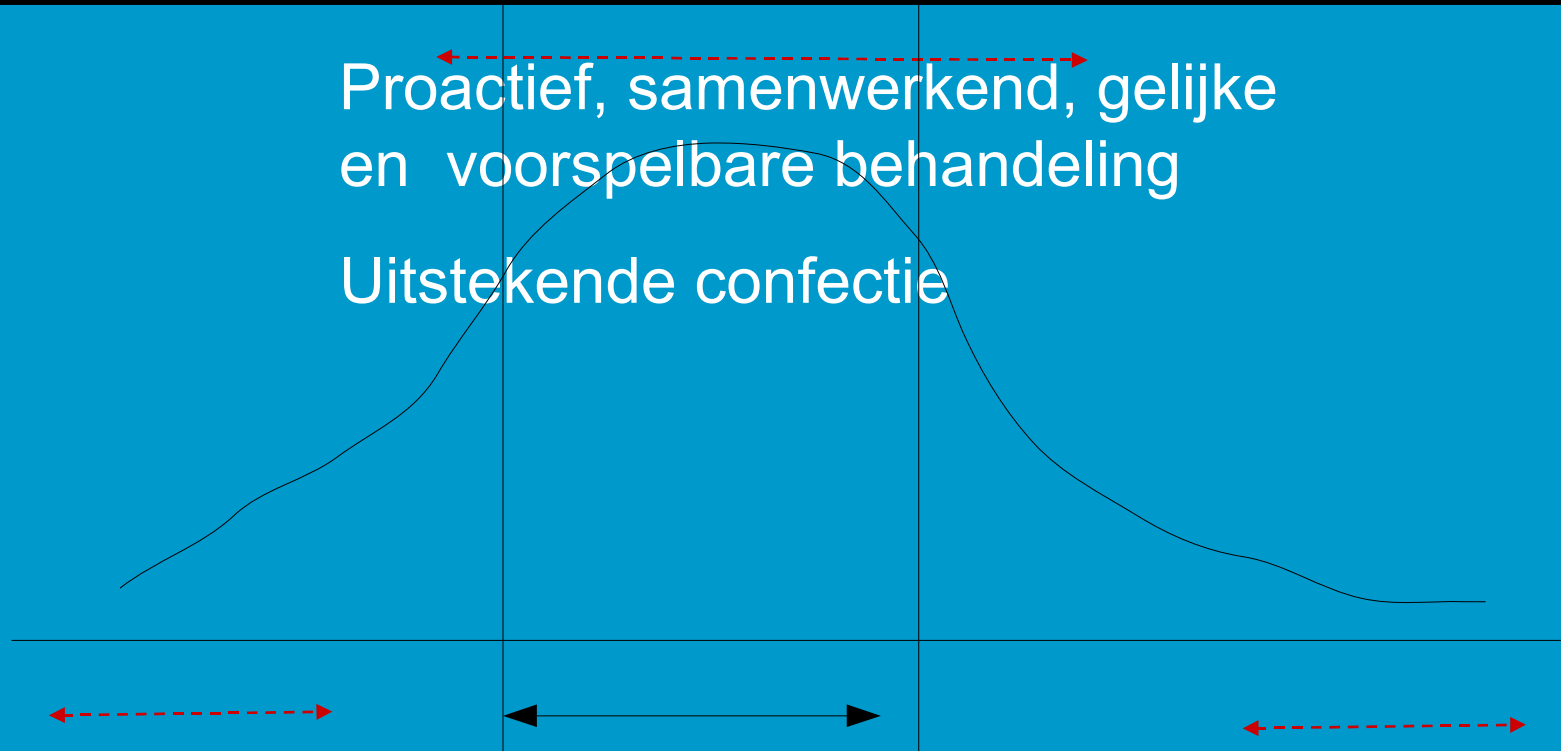 Proactief, samenwerkend, gelijke
en  voorspelbare behandeling
Uitstekende confectie